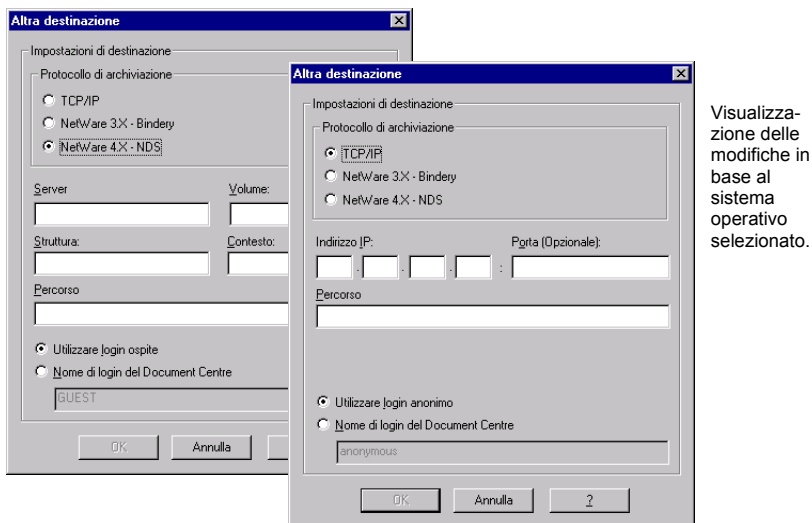 Altra destinazione
Impostazioni di destinazione
Protocollo di archiviazione
TCP/IP
NetWare 3.X - Bindery
NetWare 4.X - NDS
Server
Volume:
Struttura:
Contesto:
Percorso
Utilizzare login ospite
Nome di login del Document Centre
GUEST
OK
Annulla
Altra destinazione
Impostazioni di destinazione
Protocollo di archiviazione
TCP/IP
NetWare 3.X - Bindery
NetWare 4.X - NDS
Indirizzo IP:
Porta (Opzionale):
. . . :
Percorso
Utilizzare login anonimo
Nome di login del Document Centre
anonymous
OK
Annulla
?
Visualizza-
zione delle
modifiche in
base al
sistema
operativo
selezionato.